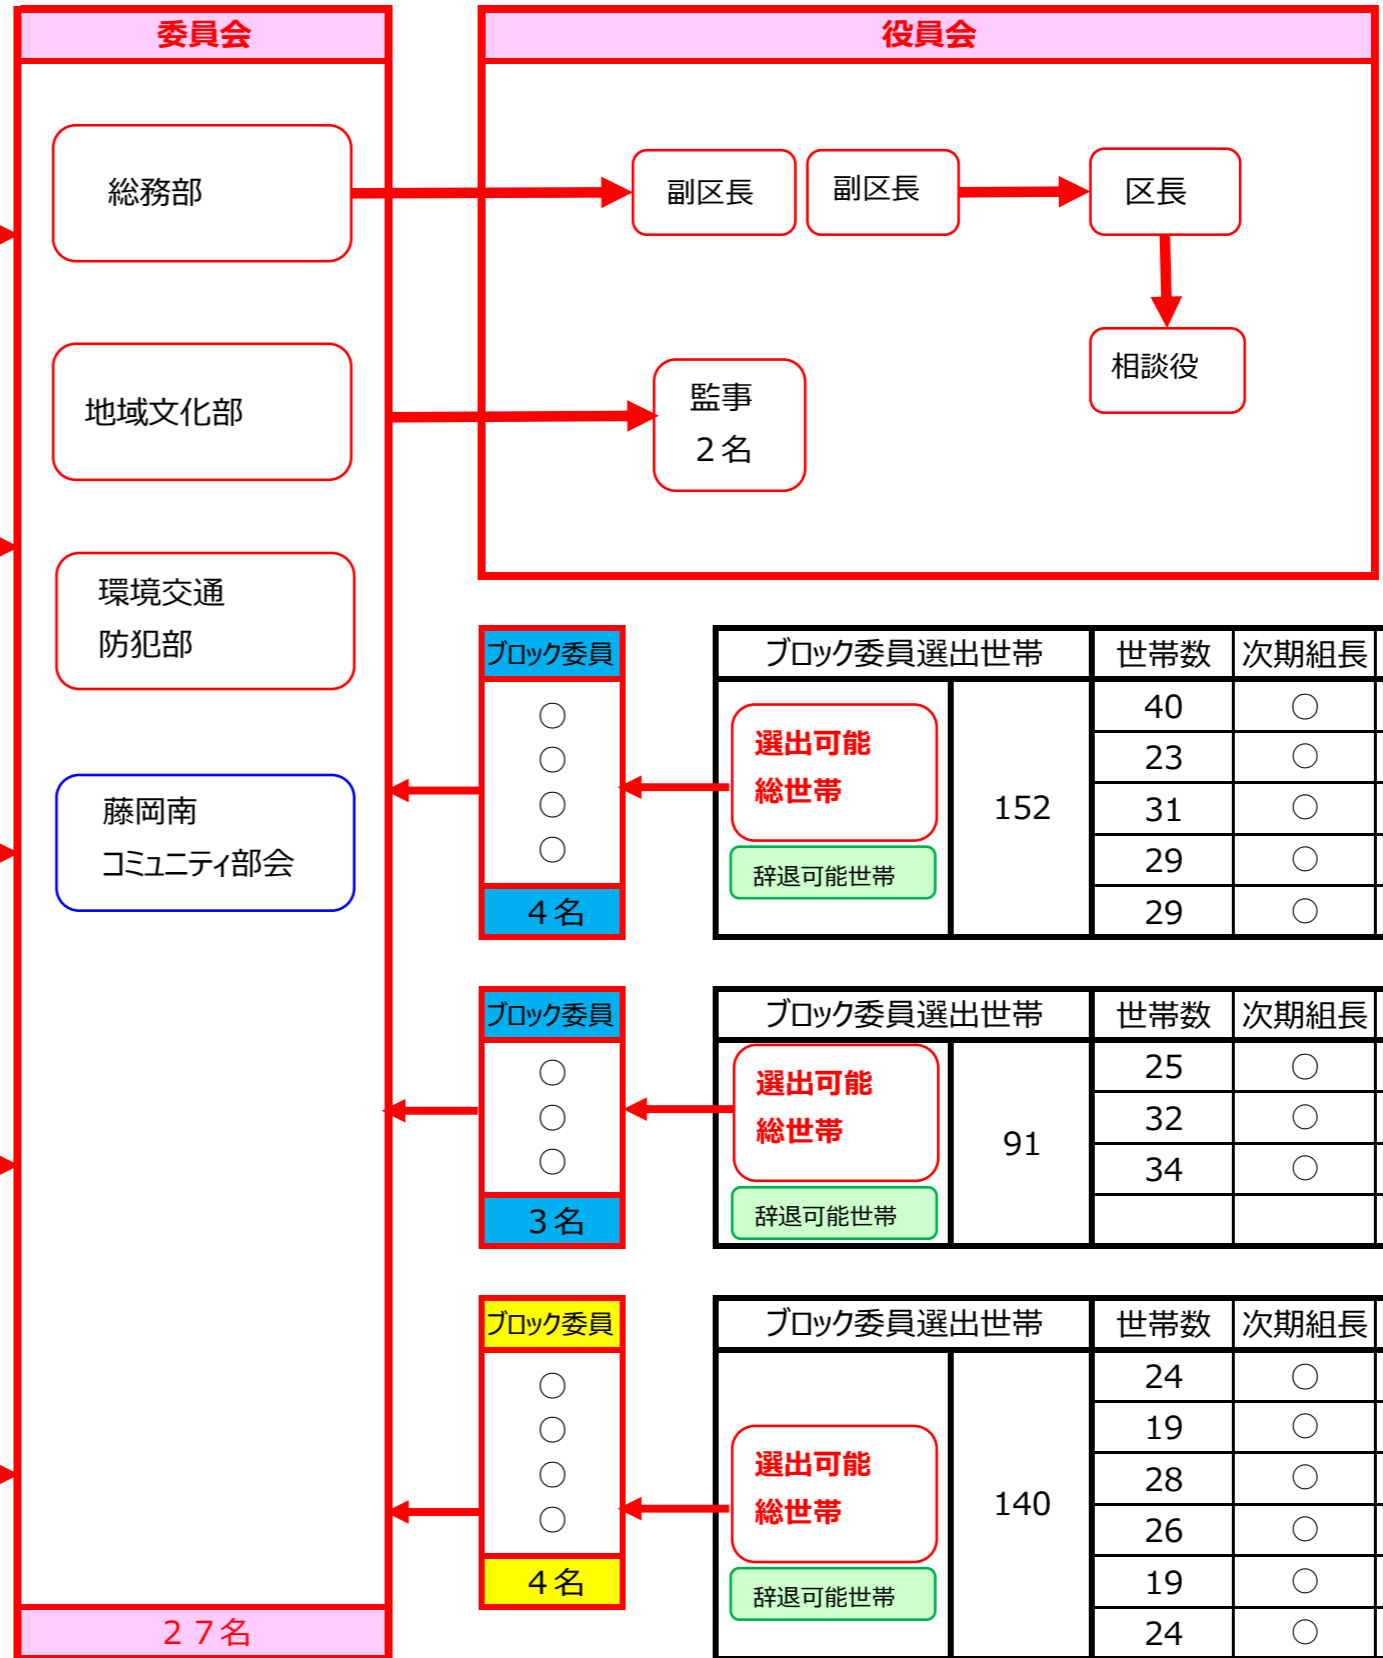 委員会
役員会
総務部
副区長
副区長
区長
相談役
地域文化部
監事
２名
環境交通
防犯部
藤岡南
コミュニティ部会
２７名
ブロック委員
○
○
○
○
４名
ブロック委員選出世帯 世帯数 次期組長
選出可能
総世帯
辞退可能世帯
152
40 ○
23 ○
31 ○
29 ○
29 ○
ブロック委員
○
○
○
３名
ブロック委員選出世帯 世帯数 次期組長
選出可能
総世帯
辞退可能世帯
91
25 ○
32 ○
34 ○
ブロック委員
○
○
○
○
４名
ブロック委員選出世帯 世帯数 次期組長
選出可能
総世帯
辞退可能世帯
140
24 ○
19 ○
28 ○
26 ○
19 ○
24 ○